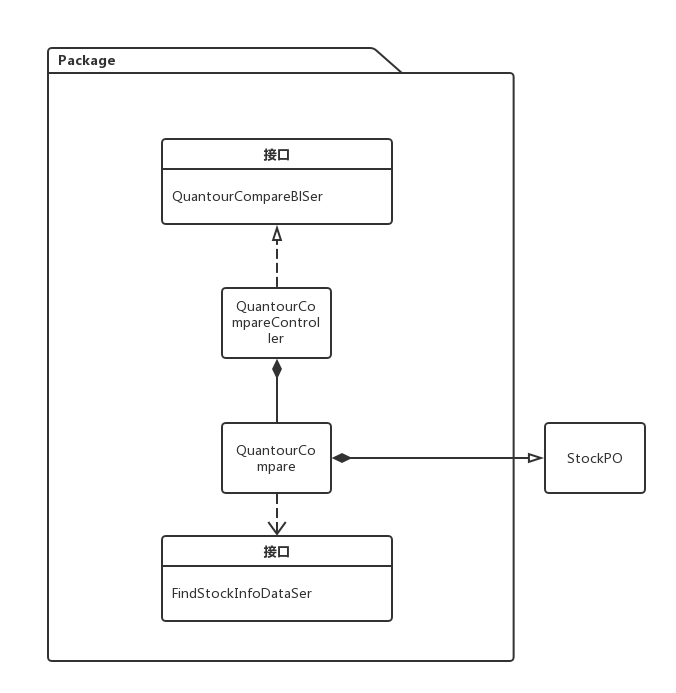 Package
接口
QuantourCompareBlSer
QuantourCo
mpareControl
ler
QuantourCo
mpare
StockPO
接口
FindStockInfoDataSer